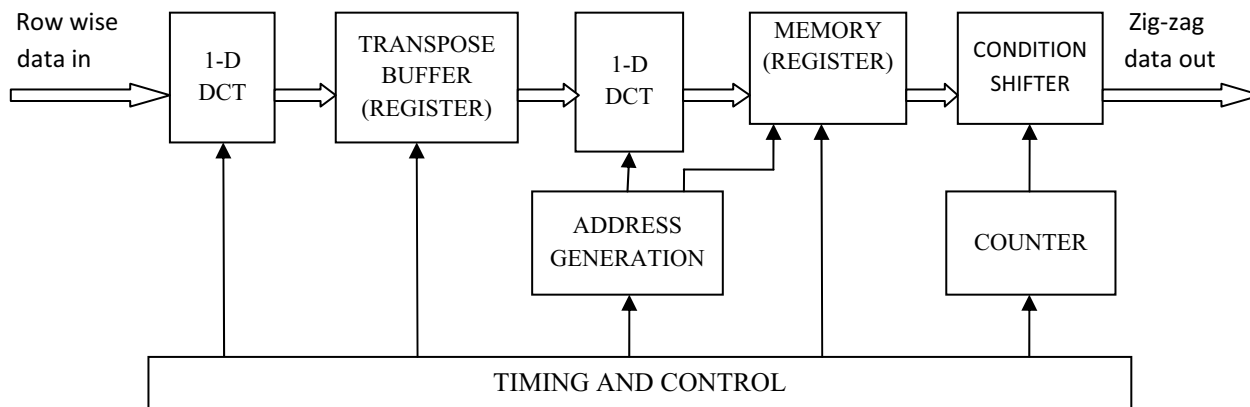 Row wise
data in
1-D
DCT
TRANSPOSE
BUFFER
(REGISTER)
1-D
DCT
MEMORY
(REGISTER)
CONDITION
SHIFTER
Zig-zag
data out
ADDRESS
GENERATION
COUNTER
TIMING AND CONTROL